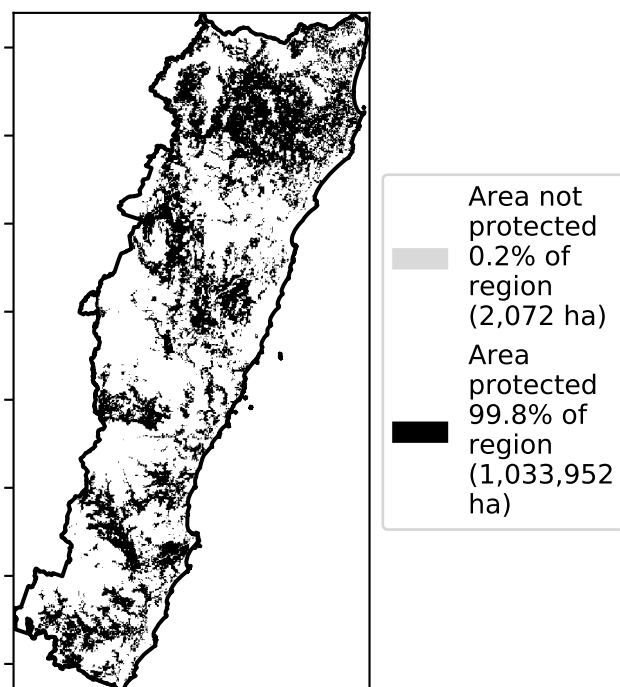 Area not
protected
0.2% of
region
(2,072 ha)
Area
protected
99.8% of
region
(1,033,952
ha)